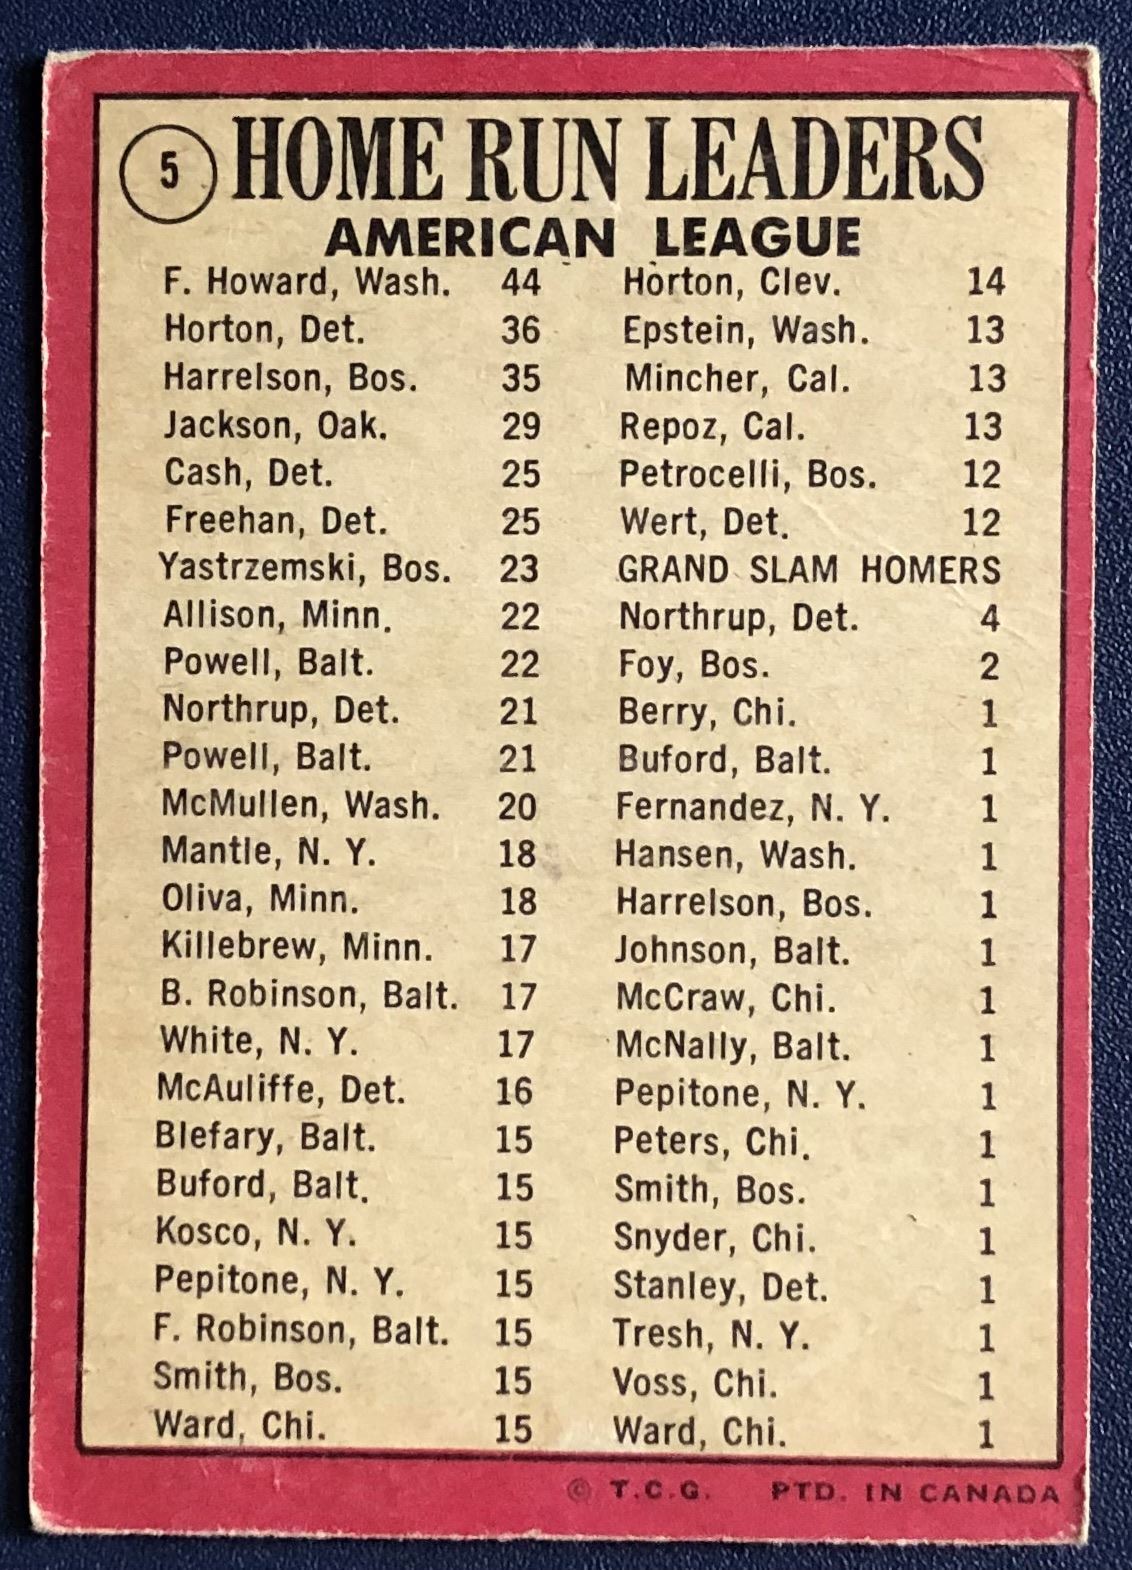 5 HOME RUN LEADERS
AMERICAN LEAGUE
F. Howard, Wash. 44
Horton, Det. 36
Harrelson, Bos. 35
Jackson, Oak. 29
Cash, Det. 25
Freehan, Det. 25
Yastrzemski, Bos. 23
Allison, Minn. 22
Powell, Balt. 22
Northrup, Det. 21
Powell, Balt. 21
McMullen, Wash. 20
Mantle, N. Y. 18
Oliva, Minn. 18
Killebrew, Minn. 17
B. Robinson, Balt. 17
White, N. Y. 17
McAuliffe, Det. 16
Blefary, Balt. 15
Buford, Balt. 15
Kosco, N. Y. 15
Pepitone, N. Y. 15
F. Robinson, Balt. 15
Smith, Bos. 15
Ward, Chi. 15
Horton, Clev. 14
Epstein, Wash. 13
Mincher, Cal. 13
Repoz, Cal. 13
Petrocelli, Bos. 12
Wert, Det. 12
GRAND SLAM HOMERS
Northrup, Det. 4
Foy, Bos. 2
Berry, Chi. 1
Buford, Balt. 1
Fernandez, N. Y. 1
Hansen, Wash. 1
Harrelson, Bos. 1
Johnson, Balt. 1
McCraw, Chi. 1
McNally, Balt. 1
Pepitone, N. Y. 1
Peters, Chi. 1
Smith, Bos. 1
Snyder, Chi. 1
Stanley, Det. 1
Tresh, N. Y. 1
Voss, Chi. 1
Ward, Chi. 1
© T.C.G. PTD. IN CANADA